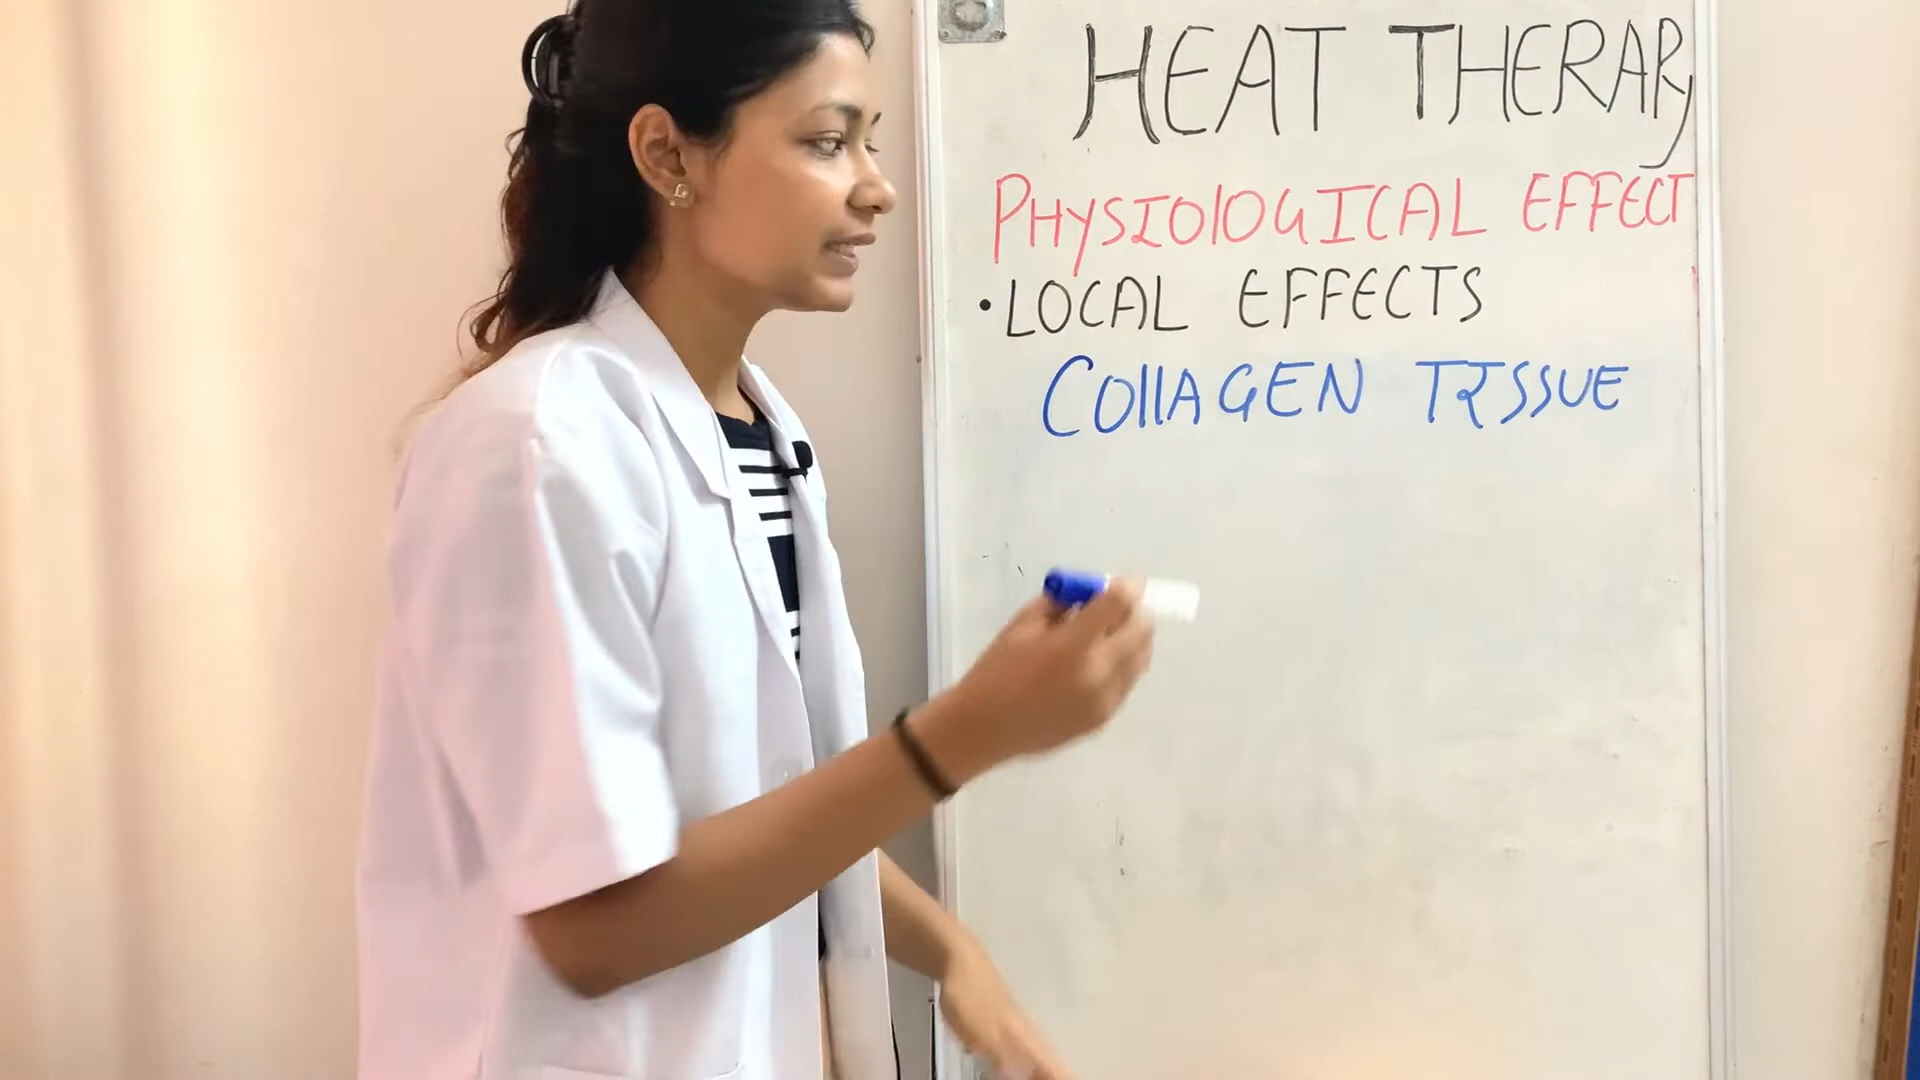 HEAT THERAPY
PHYSIOLOGICAL EFFECT
• LOCAL EFFECTS
COLLAGEN TISSUE